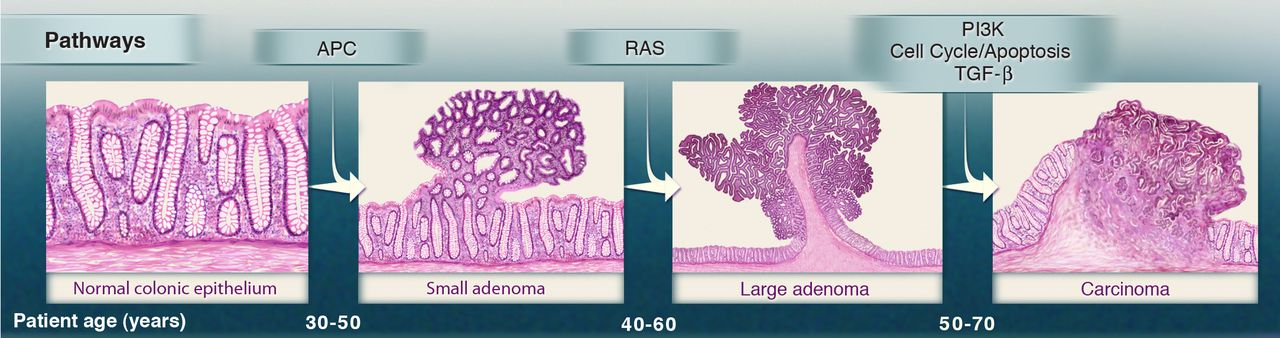 Pathways
APC
RAS
PI3K
Cell Cycle/Apoptosis
TGF-β
Normal colonic epithelium
Small adenoma
Large adenoma
Carcinoma
Patient age (years)
30-50
40-60
50-70